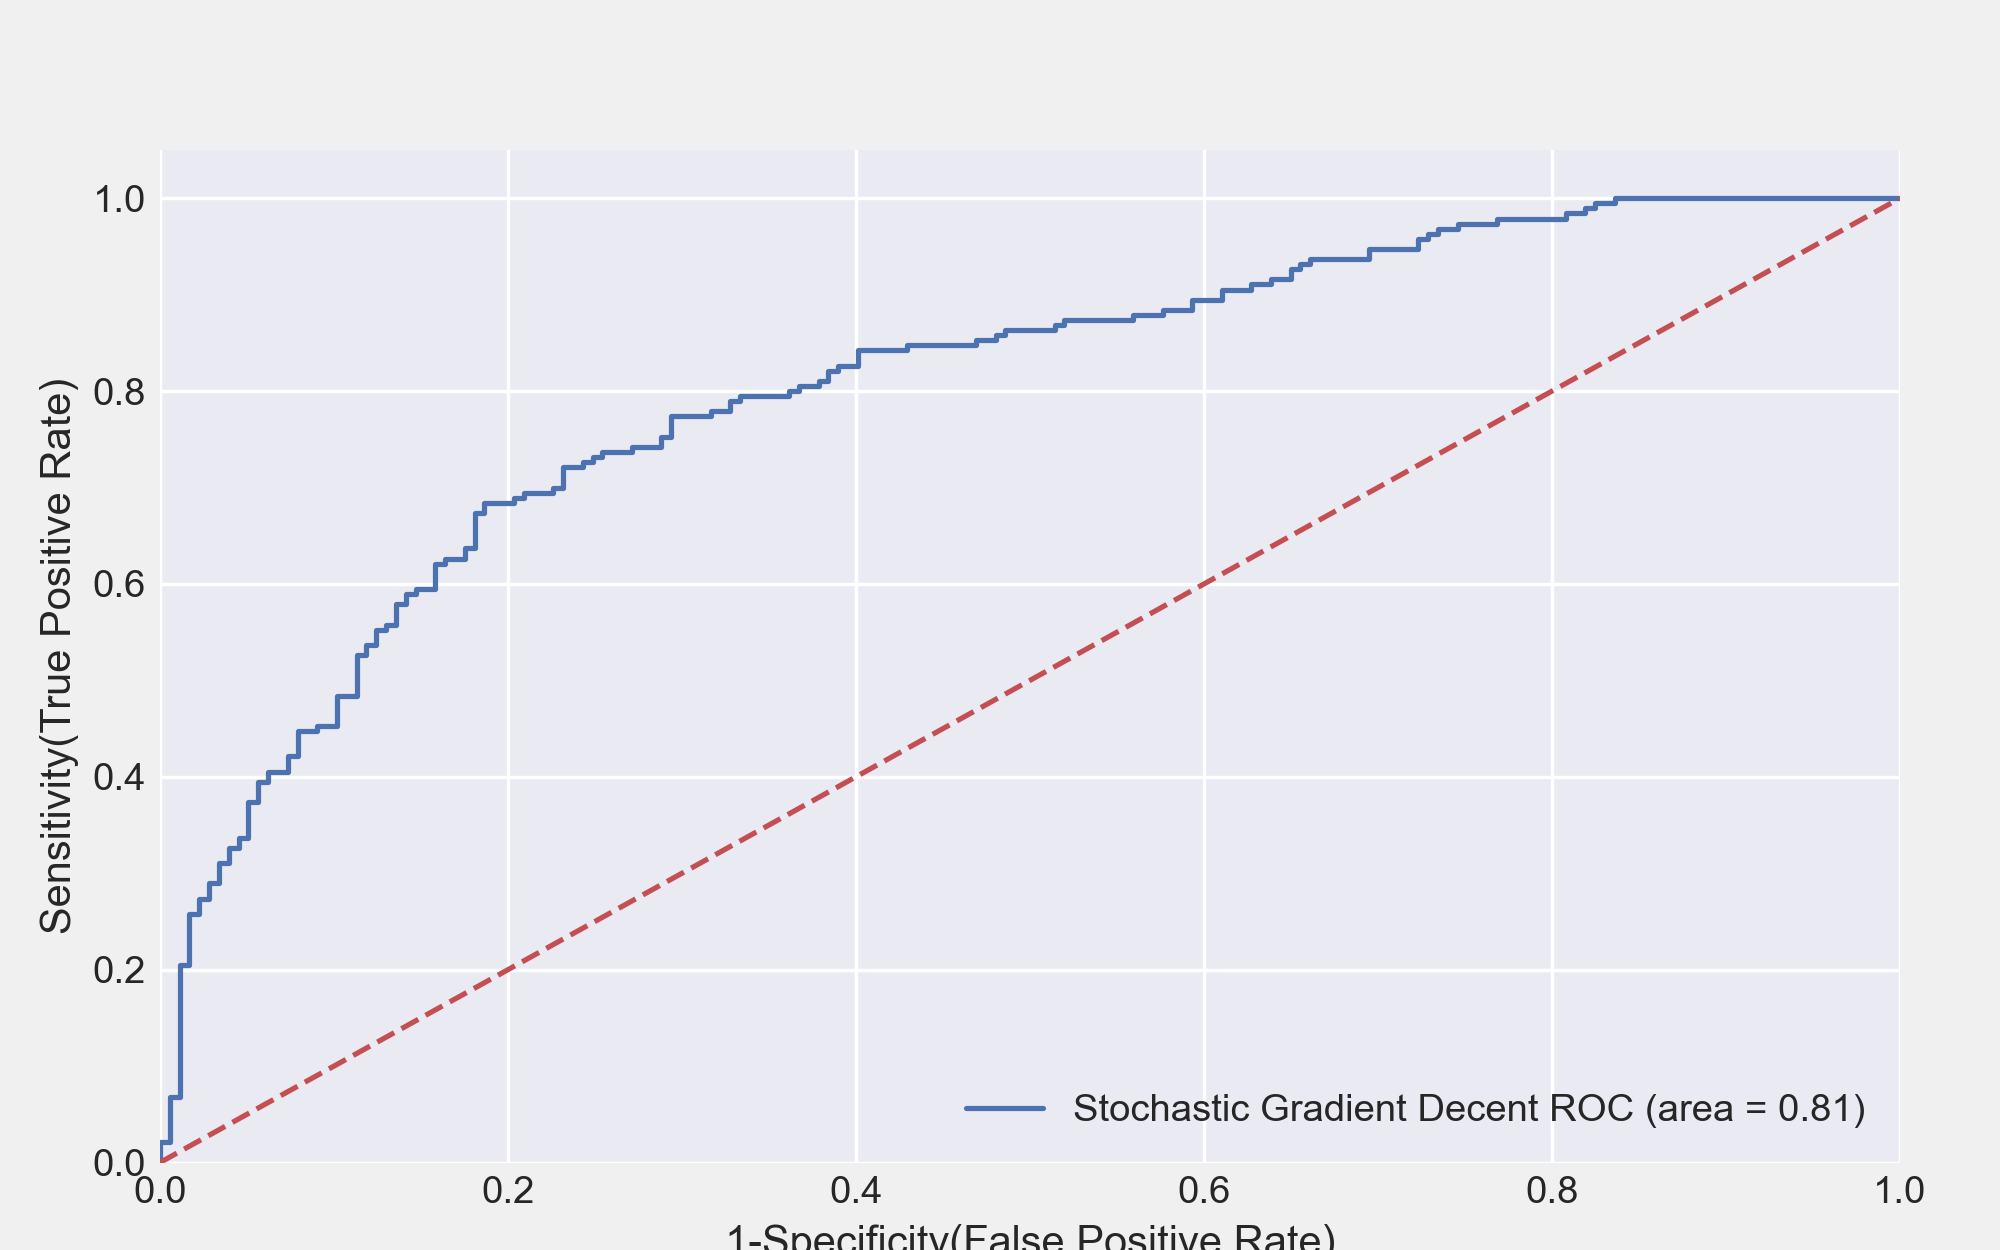 1.0
0.8
0.6
0.4
0.2
0.0
Sensitivity(True Positive Rate)
Stochastic Gradient Decent ROC (area = 0.81)
0.0 0.2 0.4 0.6 0.8 1.0
1-Specificity(False Positive Rate)